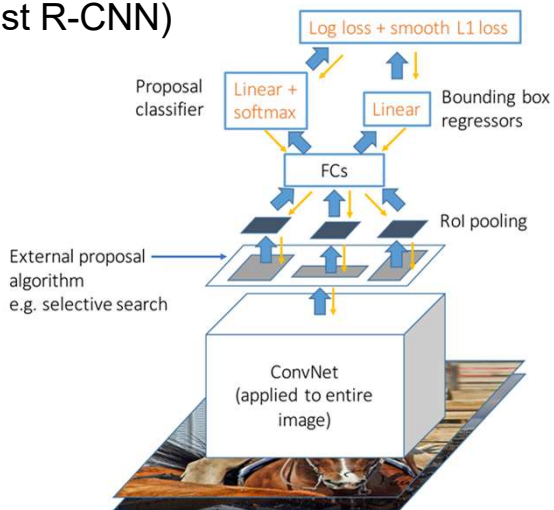 st R-CNN)
Log loss + smooth L1 loss
Proposal
classifier
Linear +
softmax
Linear
Bounding box
regressors
FCs
RoI pooling
External proposal
algorithm
e.g. selective search
ConvNet
(applied to entire
image)